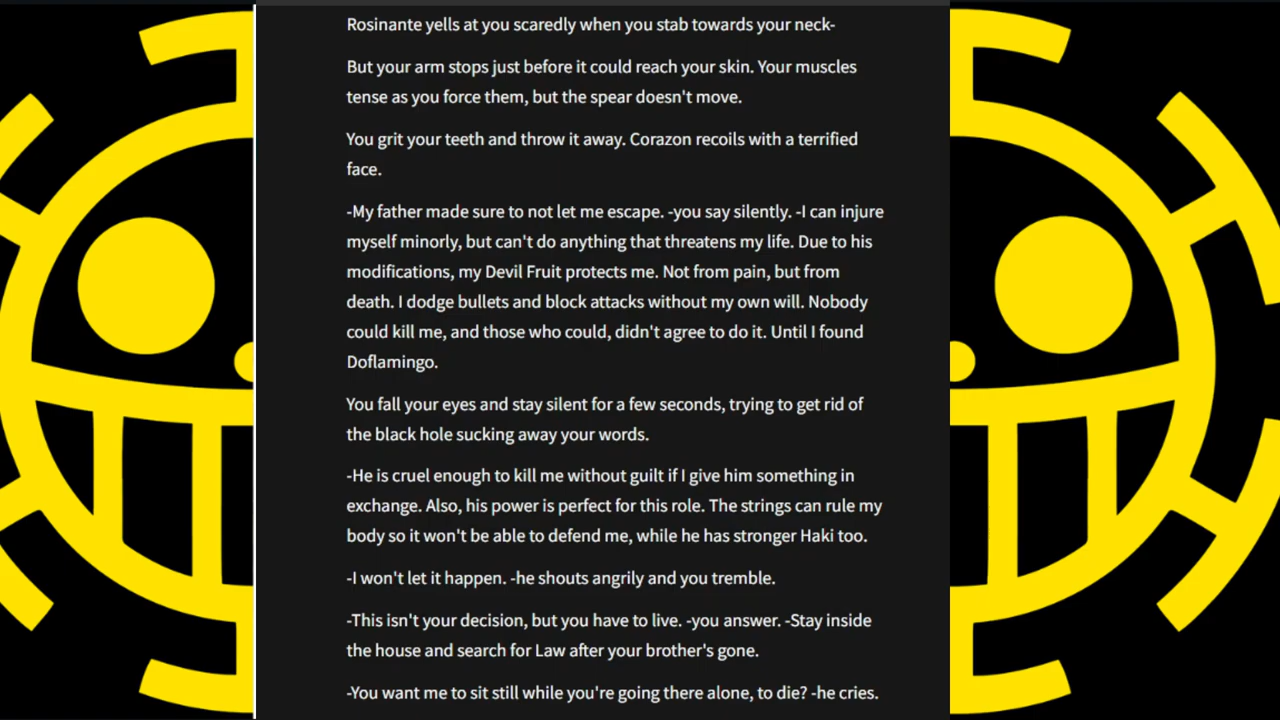 Rosinante yells at you scaredly when you stab towards your neck-
But your arm stops just before it could reach your skin. Your muscles
tense as you force them, but the spear doesn't move.
You grit your teeth and throw it away. Corazon recoils with a terrified
face.
-My father made sure to not let me escape. -you say silently. -I can injure
myself minorly, but can't do anything that threatens my life. Due to his
modifications, my Devil Fruit protects me. Not from pain, but from
death. I dodge bullets and block attacks without my own will. Nobody
could kill me, and those who could, didn't agree to do it. Until I found
Doflamingo.
You fall your eyes and stay silent for a few seconds, trying to get rid of
the black hole sucking away your words.
-He is cruel enough to kill me without guilt if I give him something in
exchange. Also, his power is perfect for this role. The strings can rule my
body so it won't be able to defend me, while he has stronger Haki too.
-I won't let it happen. -he shouts angrily and you tremble.
-This isn't your decision, but you have to live. -you answer. -Stay inside
the house and search for Law after your brother's gone.
-You want me to sit still while you're going there alone, to die? -he cries.